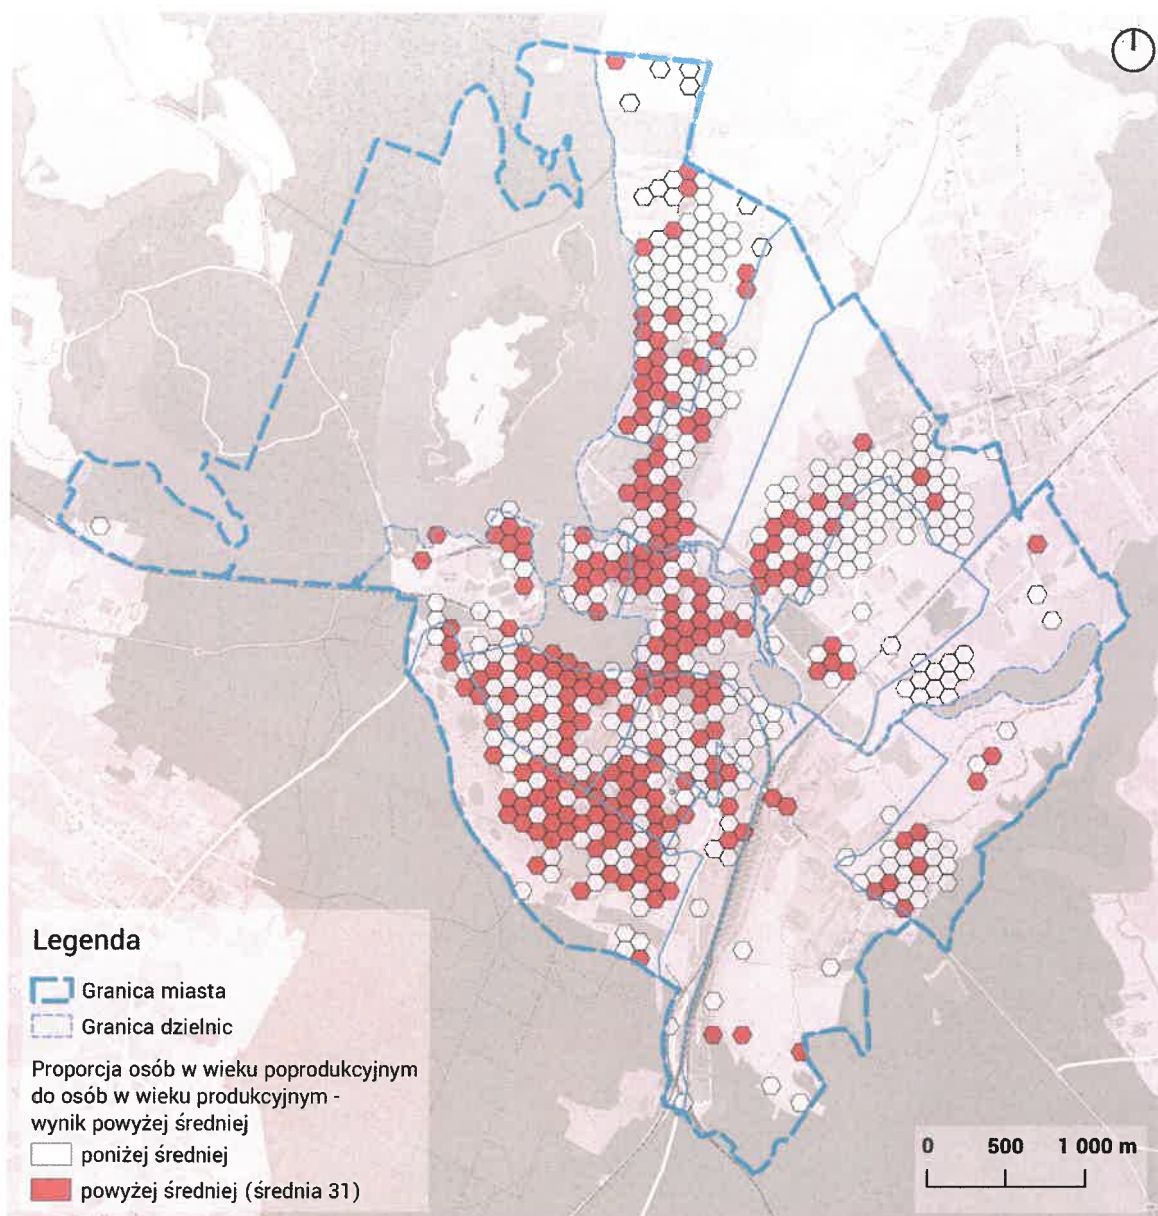 Legenda
Granica miasta
Granica dzielnic
Proporcja osób w wieku poprodukcyjnym
do osób w wieku produkcyjnym -
wynik powyżej średniej
poniżej średniej
powyżej średniej (średnia 31)
0 500 1 000 m